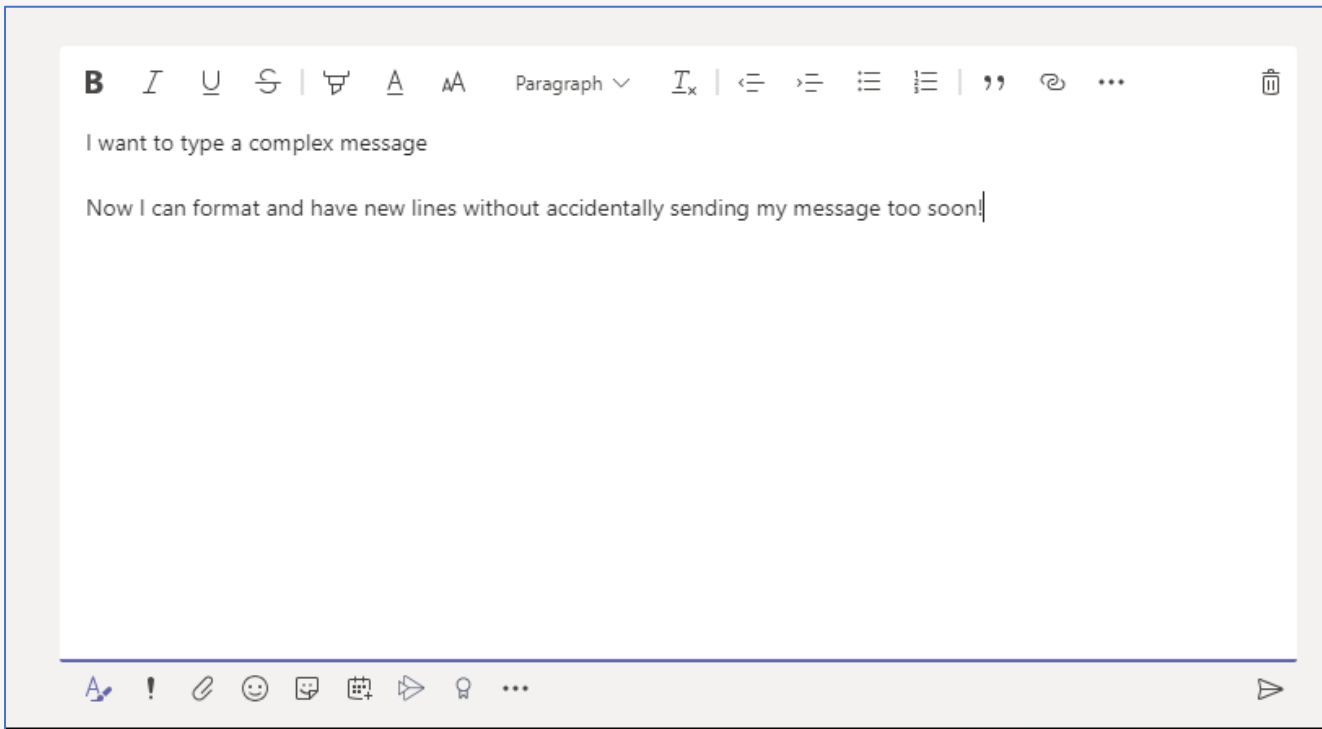 Paragraph
I want to type a complex message
Now I can format and have new lines without accidentally sending my message too soon!